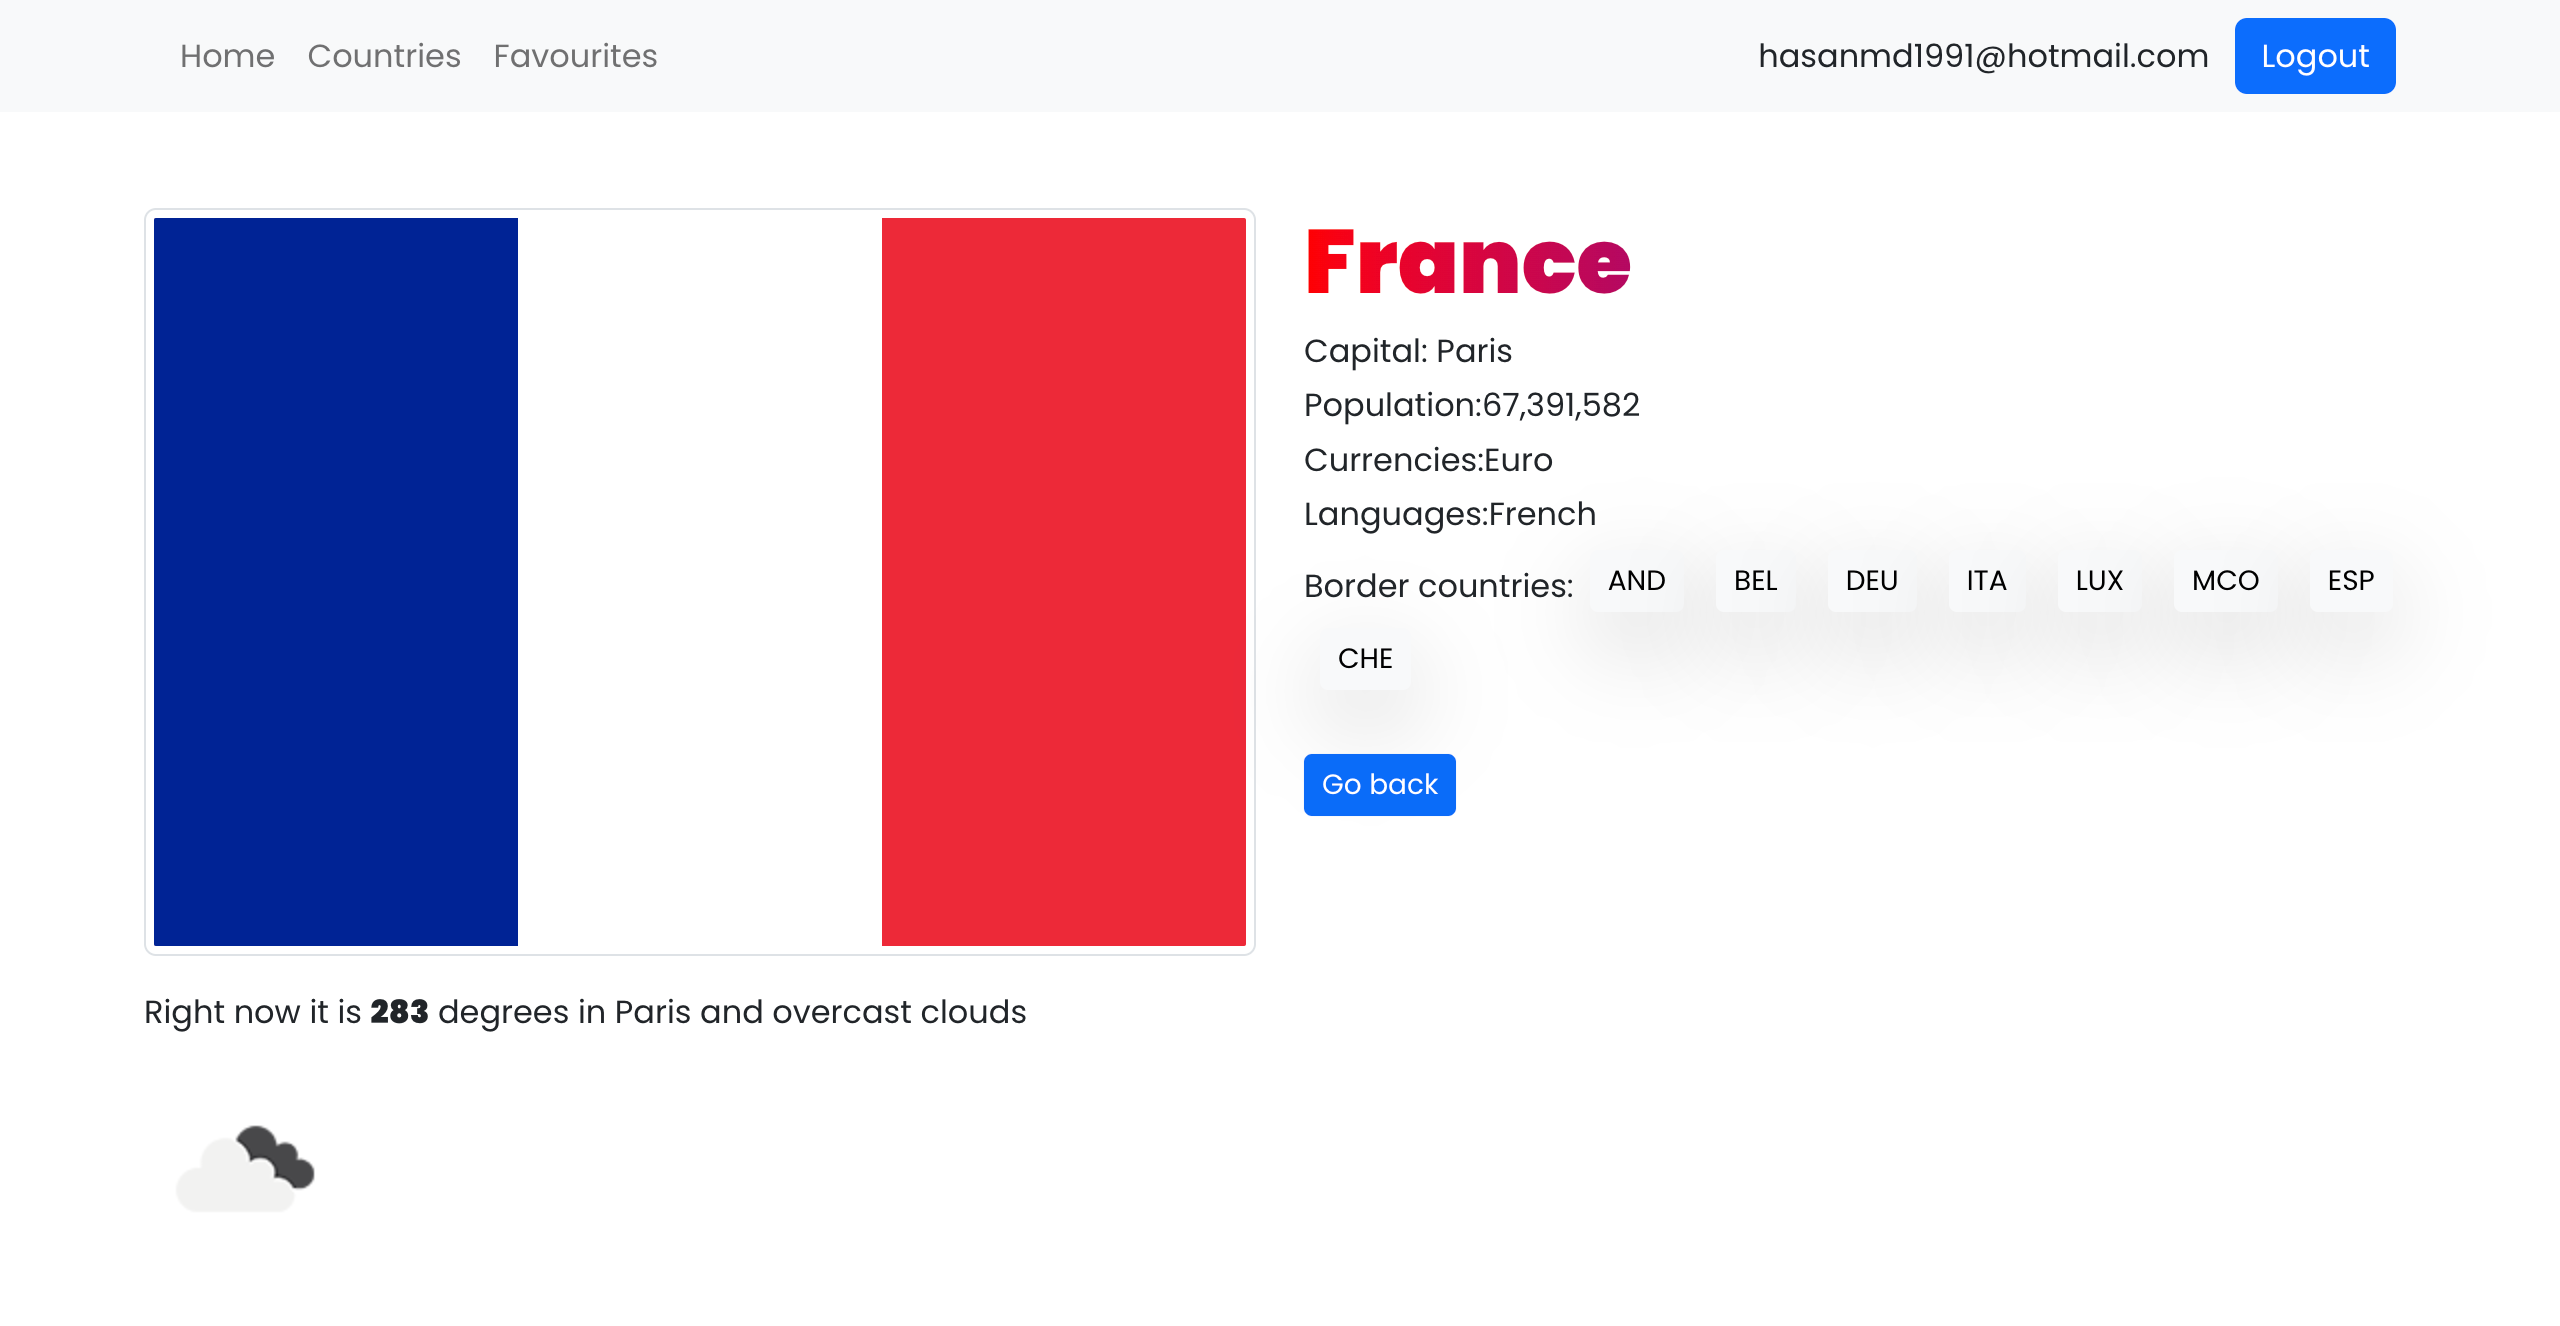 Home Countries Favourites hasanmd1991@hotmail.com Logout
France
Capital: Paris
Population:67,391,582
Currencies:Euro
Languages:French
Border countries: AND BEL DEU ITA LUX MCO ESP
CHE
Go back
Right now it is 283 degrees in Paris and overcast clouds